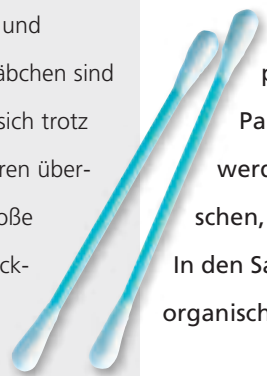 und
äbchen sind
sich trotz
ren über-
oße
ck-
p
Pa
werd
schen,
In den Sa
organisch